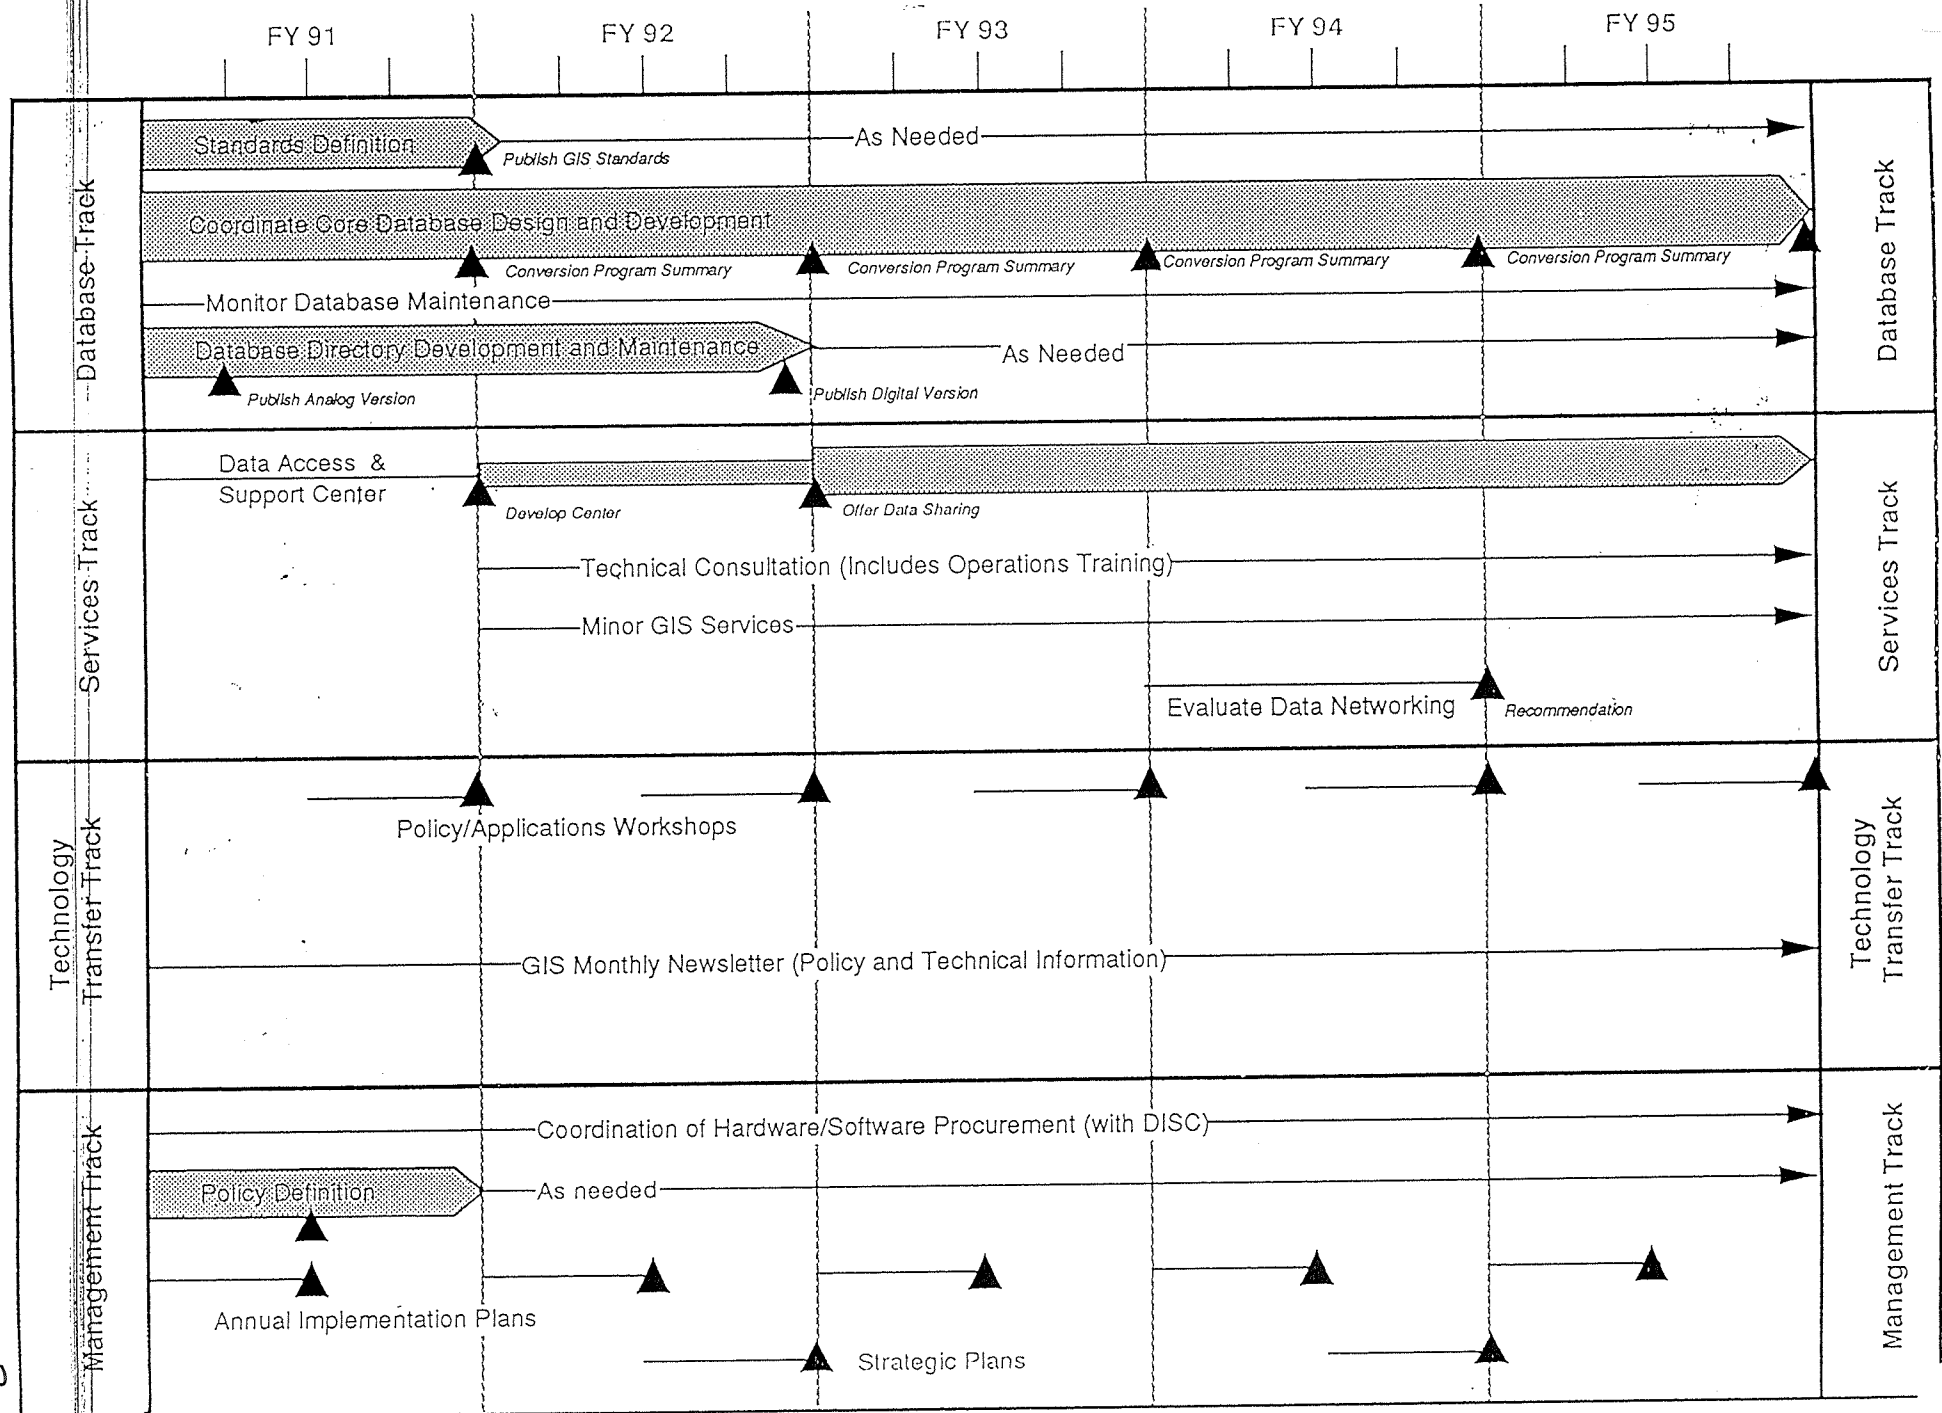 FY 91
FY 92
FY 93
FY 94
FY 95
Database Track
Standards Definition
As Needed
Publish GIS Standards
Coordinate Core Database Design and Development
Conversion Program Summary
Conversion Program Summary
Conversion Program Summary
Conversion Program Summary
Monitor Database Maintenance
Database Directory Development and Maintenance
As Needed
Publish Analog Version
Publish Digital Version
Database Track
Services Track
Data Access &
Support Center
Develop Center
Offer Data Sharing
Technical Consultation (Includes Operations Training)
Minor GIS Services
Evaluate Data Networking
Recommendation
Services Track
Technology
Transfer Track
Policy/Applications Workshops
GIS Monthly Newsletter (Policy and Technical Information)
Technology
Transfer Track
Management Track
Coordination of Hardware/Software Procurement (with DISC)
Policy Definition
As needed
Annual Implementation Plans
Strategic Plans
Management Track